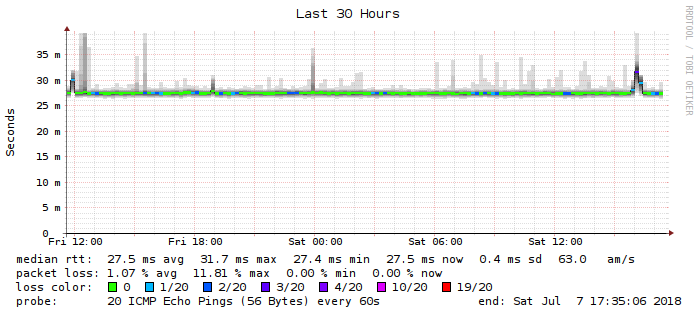 Last 30 Hours
RRDTOOL / TOBI OETIKER
Seconds
35 m
30 m
25 m
20 m
15 m
10 m
5 m
0
Fri 12:00 Fri 18:00 Sat 00:00 Sat 06:00 Sat 12:00
median rtt: 27.5 ms avg 31.7 ms max 27.4 ms min 27.5 ms now 0.4 ms sd 63.0 am/s
packet loss: 1.07 % avg 11.81 % max 0.00 % min 0.00 % now
loss color: 0 1/20 2/20 3/20 4/20 10/20 19/20
probe: 20 ICMP Echo Pings (56 Bytes) every 60s end: Sat Jul 7 17:35:06 2018